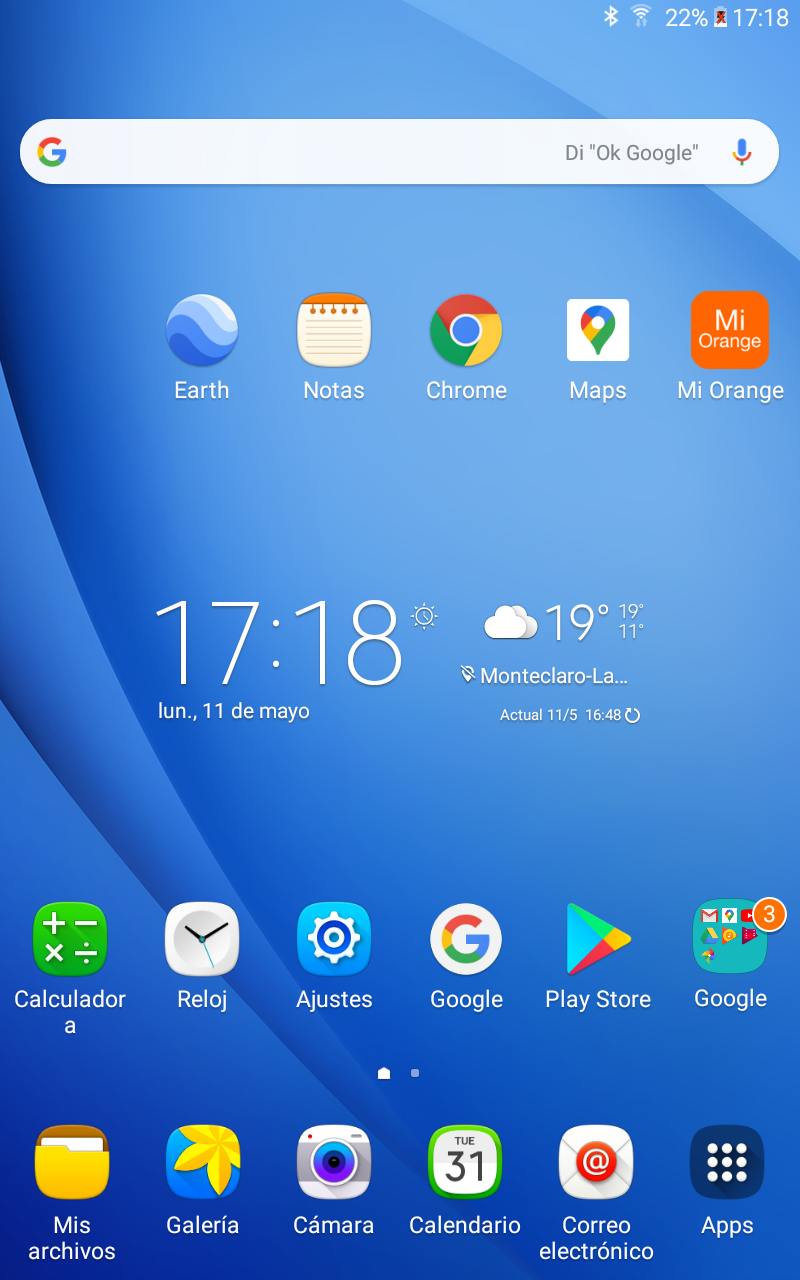 22% 17:18
Di "Ok Google"
Mi
Orange
Earth Notas Chrome Maps Mi Orange
17:18
19° 19°
11°
Monteclaro-La...
lun., 11 de mayo
Actual 11/5 16:48
3
Calculador
a
Reloj Ajustes Google Play Store Google
TUE
31
@
Mis
archivos
Galería Cámara Calendario
Correo
electrónico
Apps